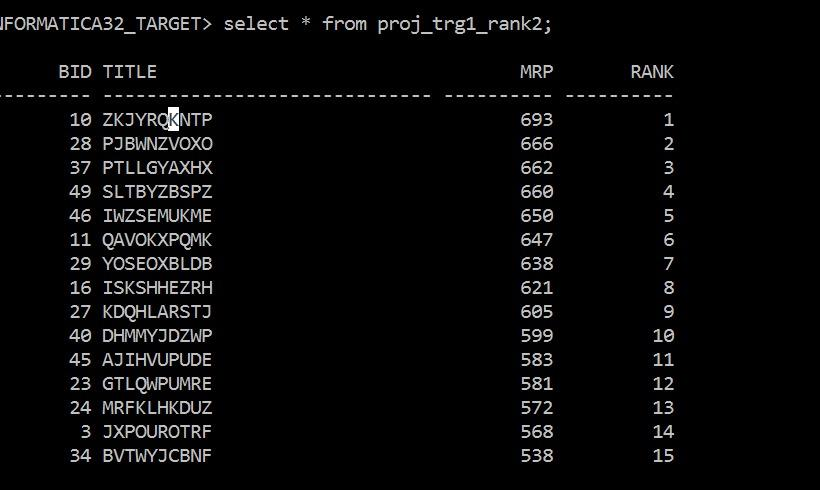 NFORMATICA32_TARGET> select * from proj_trg1_rank2;
BID TITLE MRP RANK
--------- ------------------------------ ---------- ----------
10 ZKJYRQKNTP 693 1
28 PJBWNZVOXO 666 2
37 PTLLGYAXHX 662 3
49 SLTBYZBSPZ 660 4
46 IWZSEMUKME 650 5
11 QAVOKXPQMK 647 6
29 YOSEOXBLDB 638 7
16 ISKSHHEZRH 621 8
27 KDQHLARSTJ 605 9
40 DHMMYJDZWP 599 10
45 AJIHVUPUDE 583 11
23 GTLQWPUMRE 581 12
24 MRFKLHKDUZ 572 13
3 JXPOUROTRF 568 14
34 BVTWYJCBNF 538 15